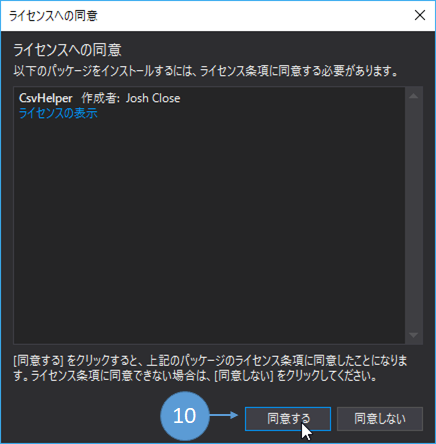 ライセンスへの同意
ライセンスへの同意
以下のパッケージをインストールするには、ライセンス条項に同意する必要があります。
CsvHelper 作成者: Josh Close
ライセンスの表示
[同意する] をクリックすると、上記のパッケージのライセンス条項に同意したことになりま
す。ライセンス条項に同意できない場合は、[同意しない] をクリックしてください。
10 同意する 同意しない